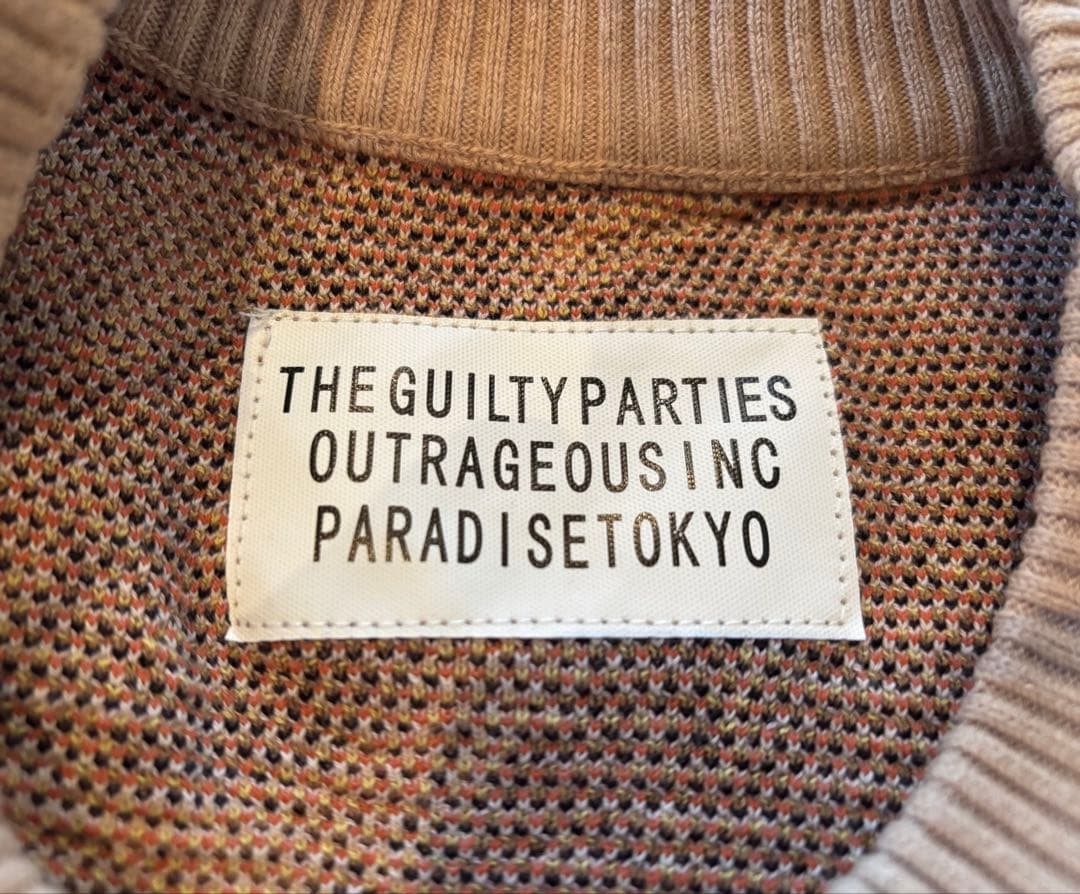 THE GUILTY PARTIES
OUTRAGEOUS INC
PARADISE TOKYO